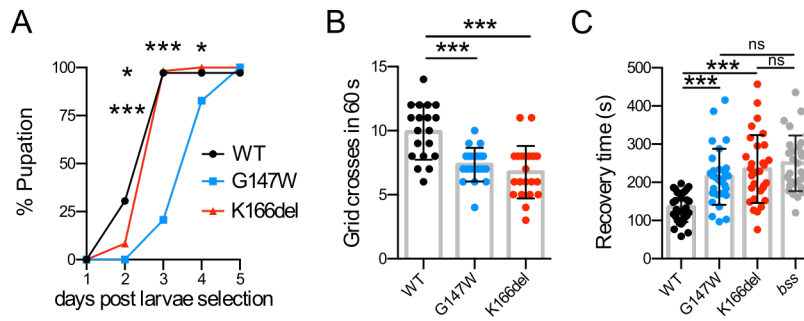 A
B
C
*** *
*
***
% Pupation
100
75
50
25
0
WT
G147W
K166del
1 2 3 4 5
days post larvae selection
***
***
Grid crosses in 60 s
15
10
5
0
WT
G147W
K166del
ns
*** ns
***
Recovery time (s)
500
400
300
200
100
0
WT
G147W
K166del
bss